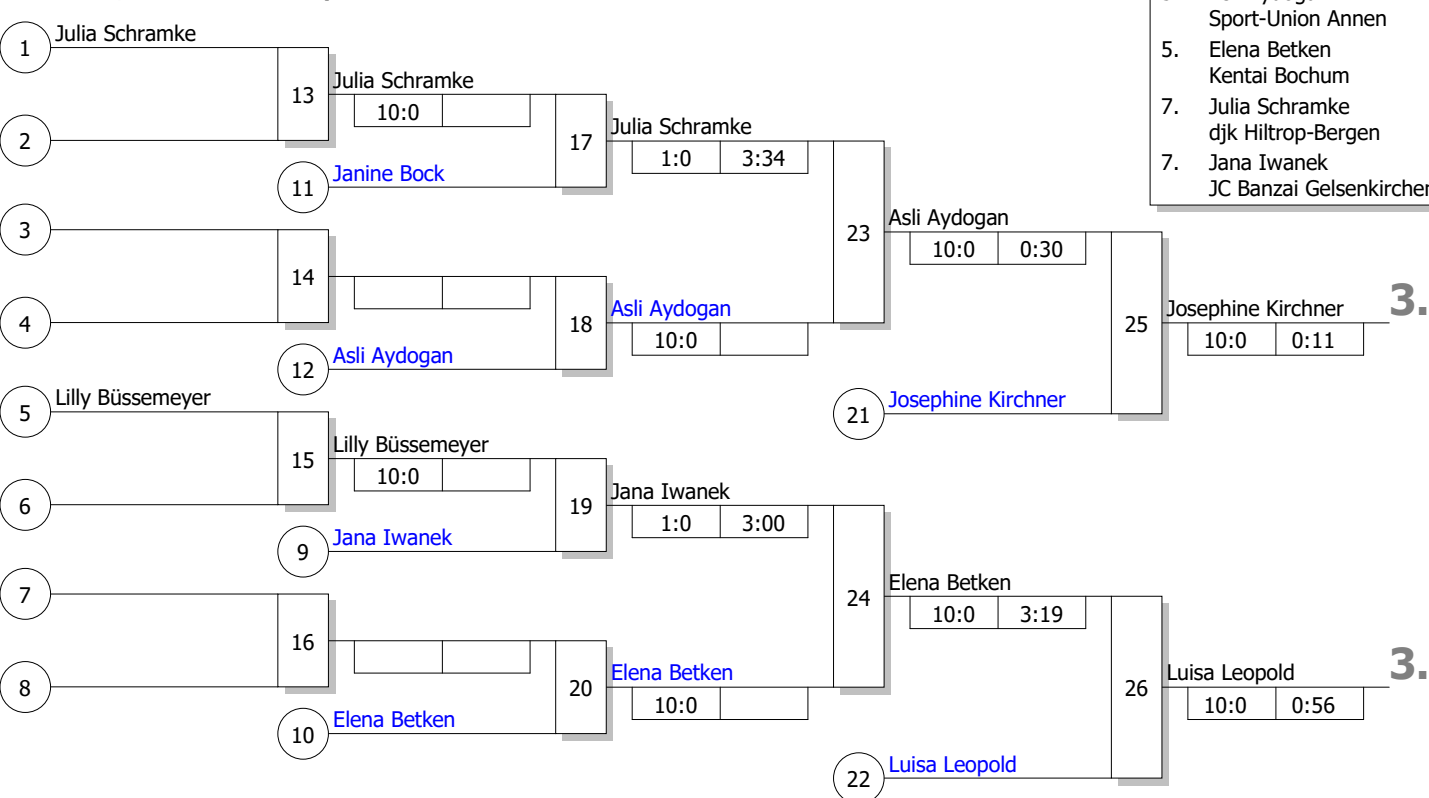 Sport-Union Annen
5. Elena Betken
Kentai Bochum
7. Julia Schramke
djk Hiltrop-Bergen
7. Jana Iwanek
JC Banzai Gelsenkirchen
1 Julia Schramke
13 Julia Schramke
10:0
2
17 Julia Schramke
1:0 3:34
11 Janine Bock
3
23 Asli Aydogan
10:0 0:30
14
4
18 Asli Aydogan
10:0
25 Josephine Kirchner 3.
10:0 0:11
12 Asli Aydogan
5 Lilly Büssemeyer
21 Josephine Kirchner
15 Lilly Büssemeyer
10:0
6
19 Jana Iwanek
1:0 3:00
9 Jana Iwanek
7
24 Elena Betken
10:0 3:19
16
8
20 Elena Betken
10:0
26 Luisa Leopold 3.
10:0 0:56
10 Elena Betken
22 Luisa Leopold